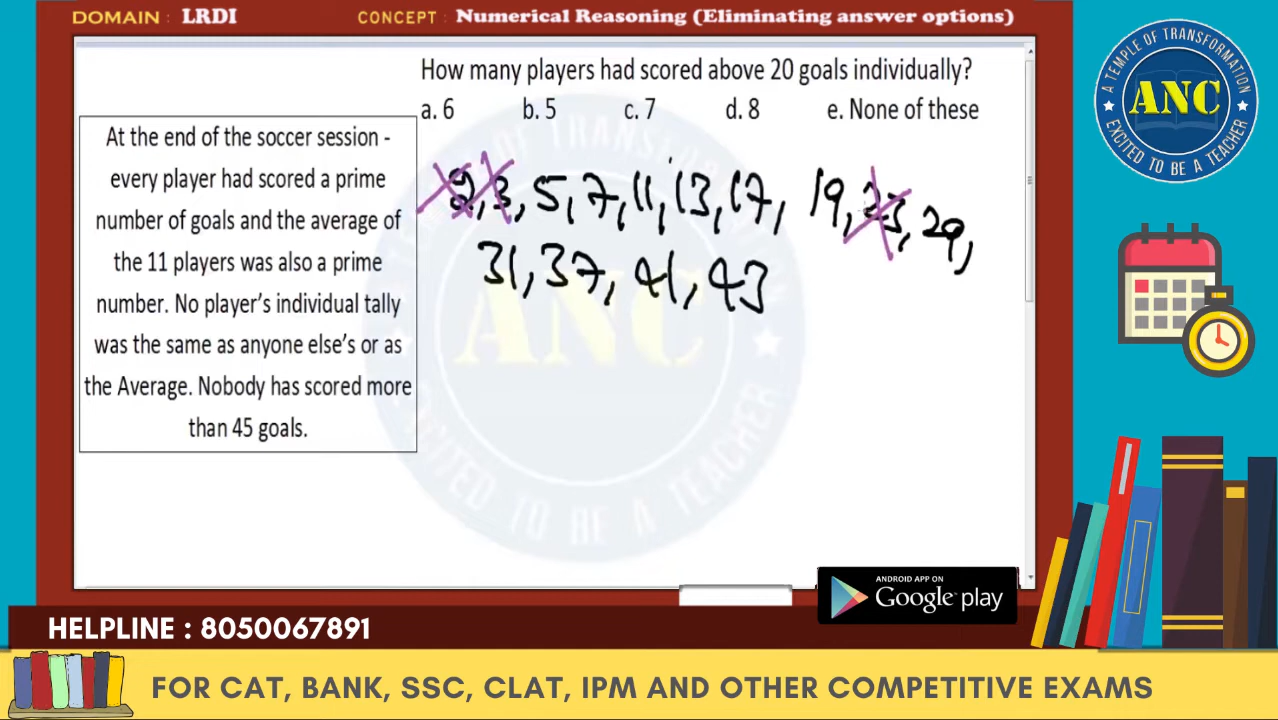 DOMAIN : LRDI CONCEPT : Numerical Reasoning (Eliminating answer options)
How many players had scored above 20 goals individually?
a. 6 b. 5 c. 7 d. 8 e. None of these
At the end of the soccer session -
every player had scored a prime
number of goals and the average of
the 11 players was also a prime
number. No player's individual tally
was the same as anyone else's or as
the Average. Nobody has scored more
than 45 goals.
2, 3, 5, 7, 11, 13, 17, 19, 23, 29,
31, 37, 41, 43
A TEMPLE OF TRANSFORMATION
ANC
EXCITED TO BE A TEACHER
ANDROID APP ON
Google play
HELPLINE : 8050067891
FOR CAT, BANK, SSC, CLAT, IPM AND OTHER COMPETITIVE EXAMS